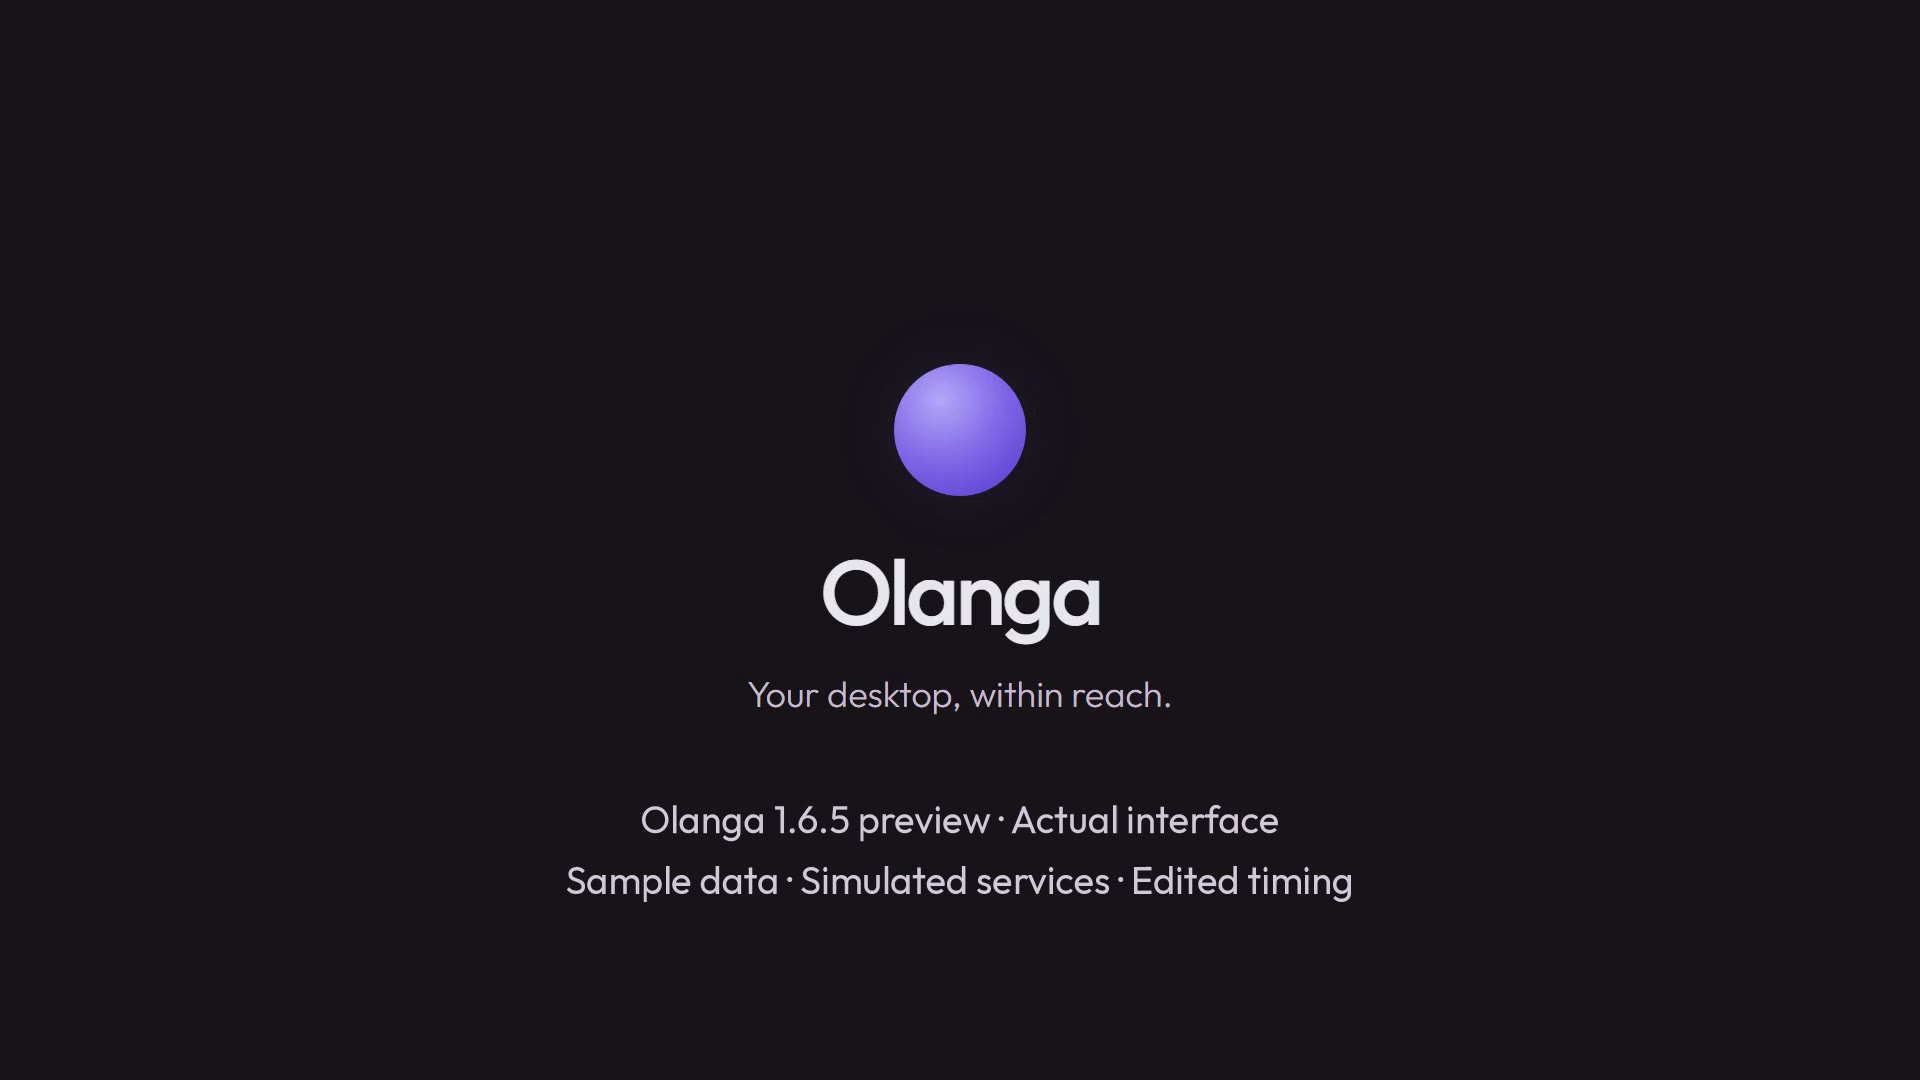 Olanga
Your desktop, within reach.
Olanga 1.6.5 preview · Actual interface
Sample data · Simulated services · Edited timing